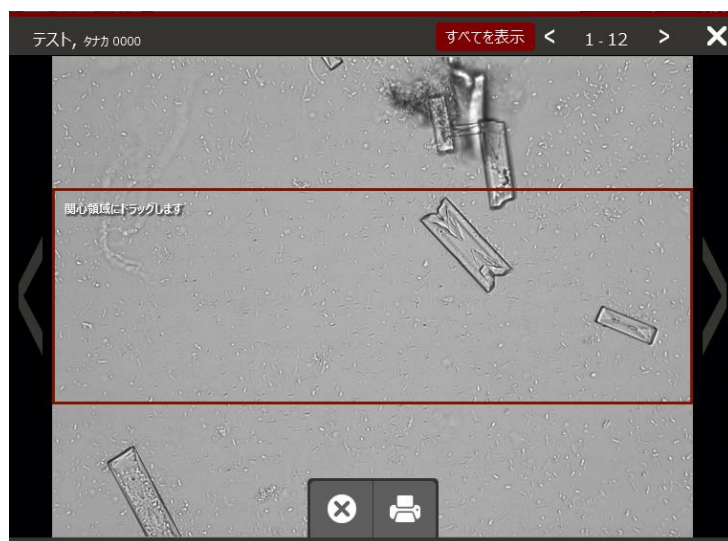 テスト, タナカ 0000
すべてを表示 < 1 - 12 >
関心領域にドラッグします